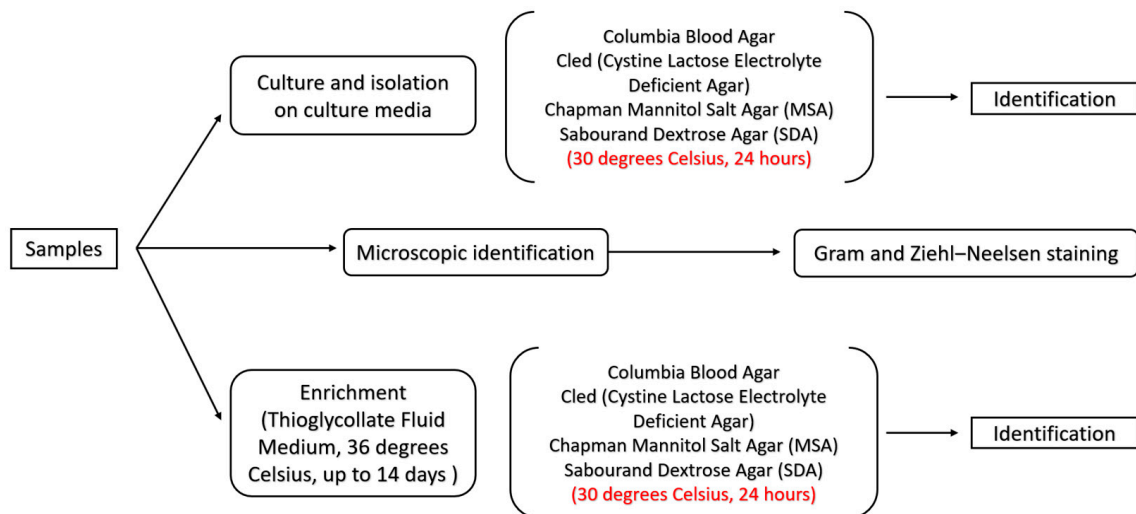 Samples
Culture and isolation
on culture media
Columbia Blood Agar
Cled (Cystine Lactose Electrolyte
Deficient Agar)
Chapman Mannitol Salt Agar (MSA)
Sabourand Dextrose Agar (SDA)
(30 degrees Celsius, 24 hours)
Identification
Microscopic identification
Gram and Ziehl–Neelsen staining
Enrichment
(Thioglycollate Fluid
Medium, 36 degrees
Celsius, up to 14 days )
Columbia Blood Agar
Cled (Cystine Lactose Electrolyte
Deficient Agar)
Chapman Mannitol Salt Agar (MSA)
Sabourand Dextrose Agar (SDA)
(30 degrees Celsius, 24 hours)
Identification